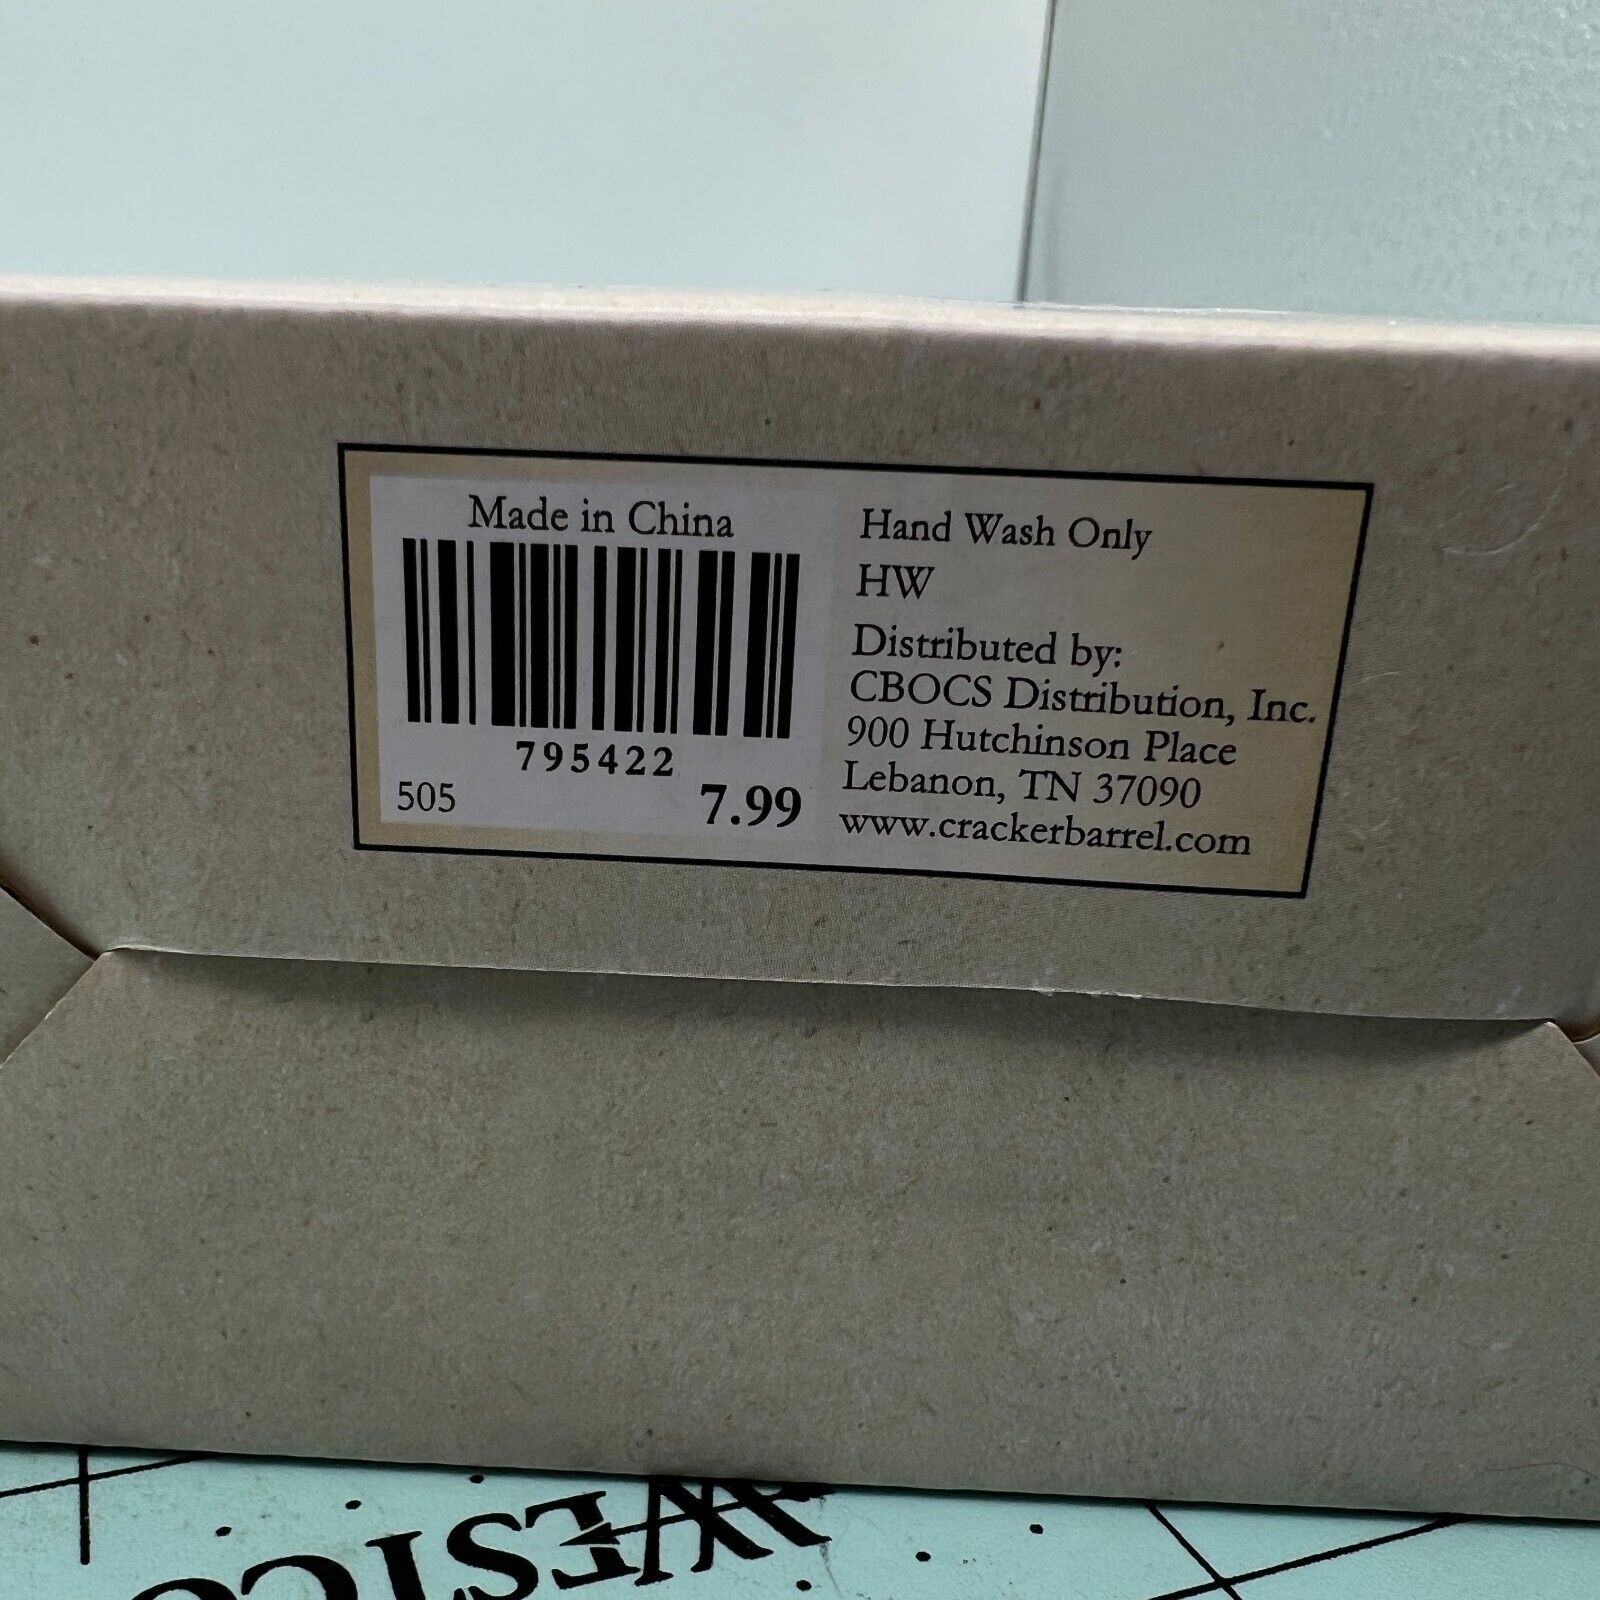 Made in China
795422
505
7.99
Hand Wash Only
HW
Distributed by:
CBOCS Distribution, Inc.
900 Hutchinson Place
Lebanon, TN 37090
www.crackerbarrel.com